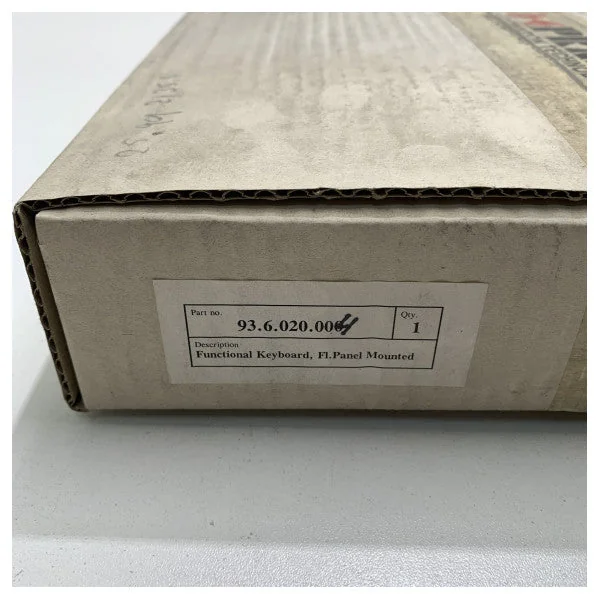 Part no.
93.6.020.004
Qty.
1
Description
Functional Keyboard, Fl.Panel Mounted